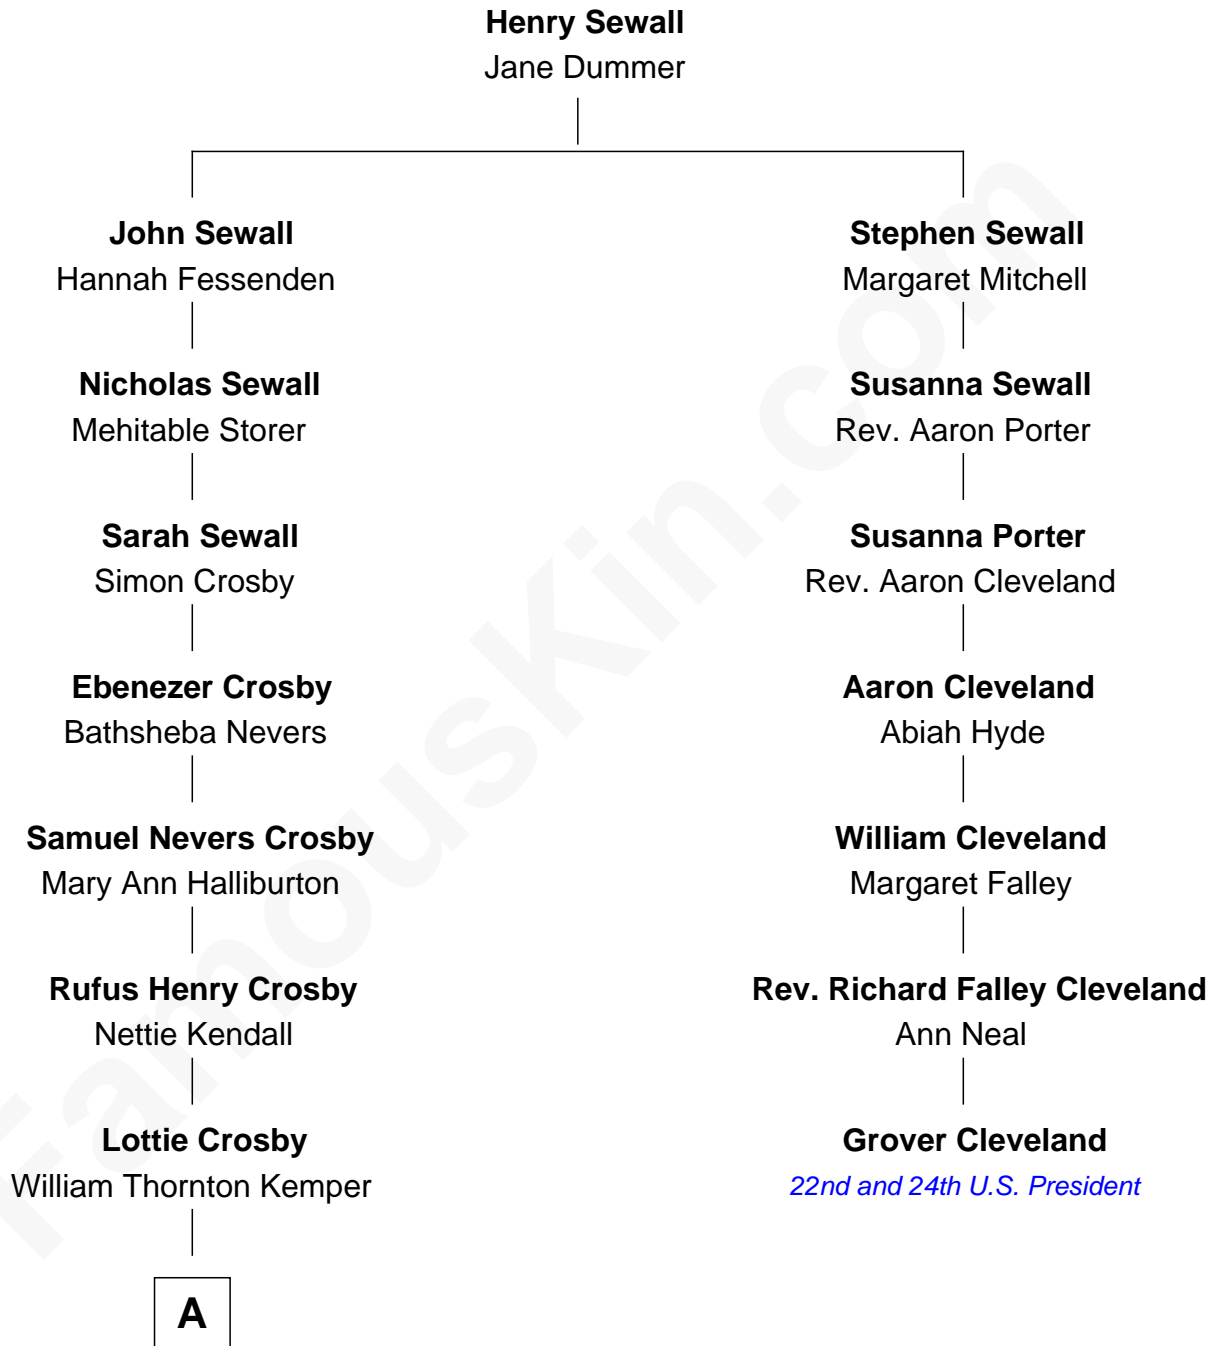 Henry Sewall
Jane Dummer
John Sewall
Hannah Fessenden
Stephen Sewall
Margaret Mitchell
Nicholas Sewall
Mehitable Storer
Susanna Sewall
Rev. Aaron Porter
Sarah Sewall
Simon Crosby
Susanna Porter
Rev. Aaron Cleveland
Ebenezer Crosby
Bathsheba Nevers
Aaron Cleveland
Abiah Hyde
Samuel Nevers Crosby
Mary Ann Halliburton
William Cleveland
Margaret Falley
Rufus Henry Crosby
Nettie Kendall
Rev. Richard Falley Cleveland
Ann Neal
Lottie Crosby
William Thornton Kemper
Grover Cleveland
22nd and 24th U.S. President
A
FamousKin.com